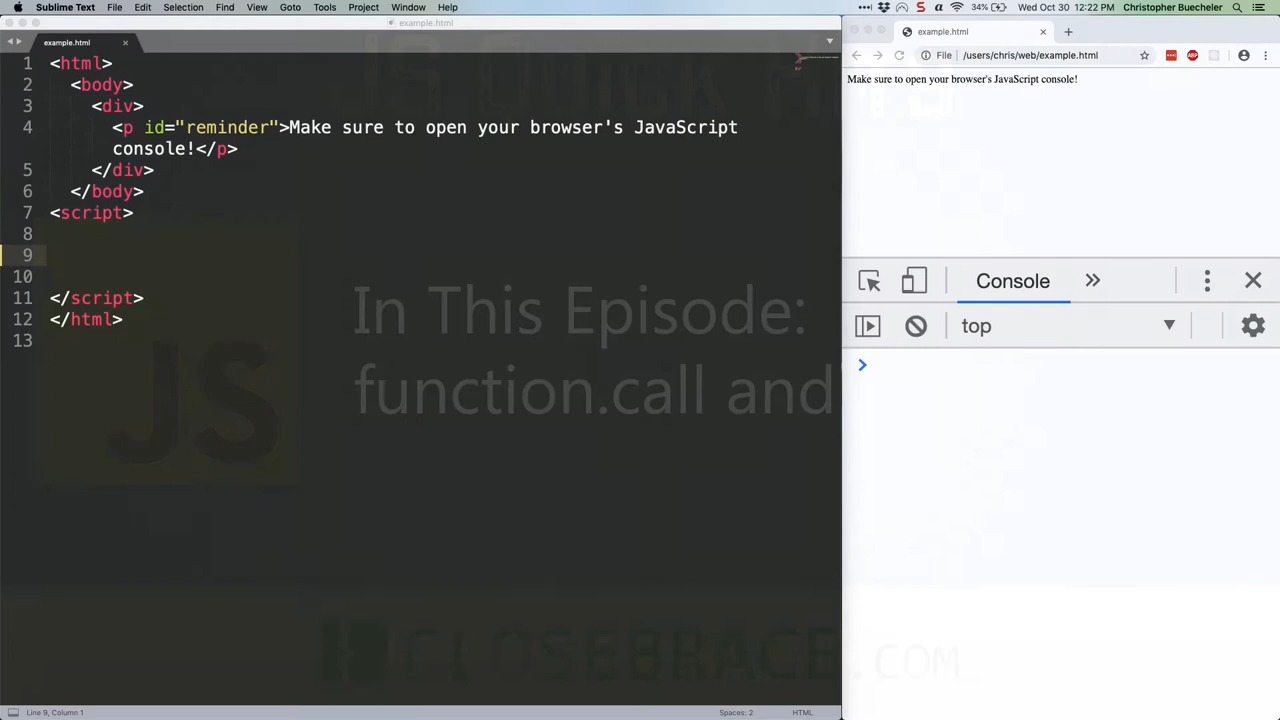 Sublime Text File Edit Selection Find View Goto Tools Project Window Help
34% Wed Oct 30 12:22 PM Christopher Buecheler
example.html
example.html
1 <html>
2 <body>
3 <div>
4 <p id="reminder">Make sure to open your browser's JavaScript
console!</p>
5 </div>
6 </body>
7 <script>
8
9
10
11 </script>
12 </html>
13
In This Episode:
function.call and
JS
CLOSEBRACE.COM
Line 9, Column 1
Spaces: 2
HTML
example.html
File /users/chris/web/example.html
ABP
Make sure to open your browser's JavaScript console!
Console
top